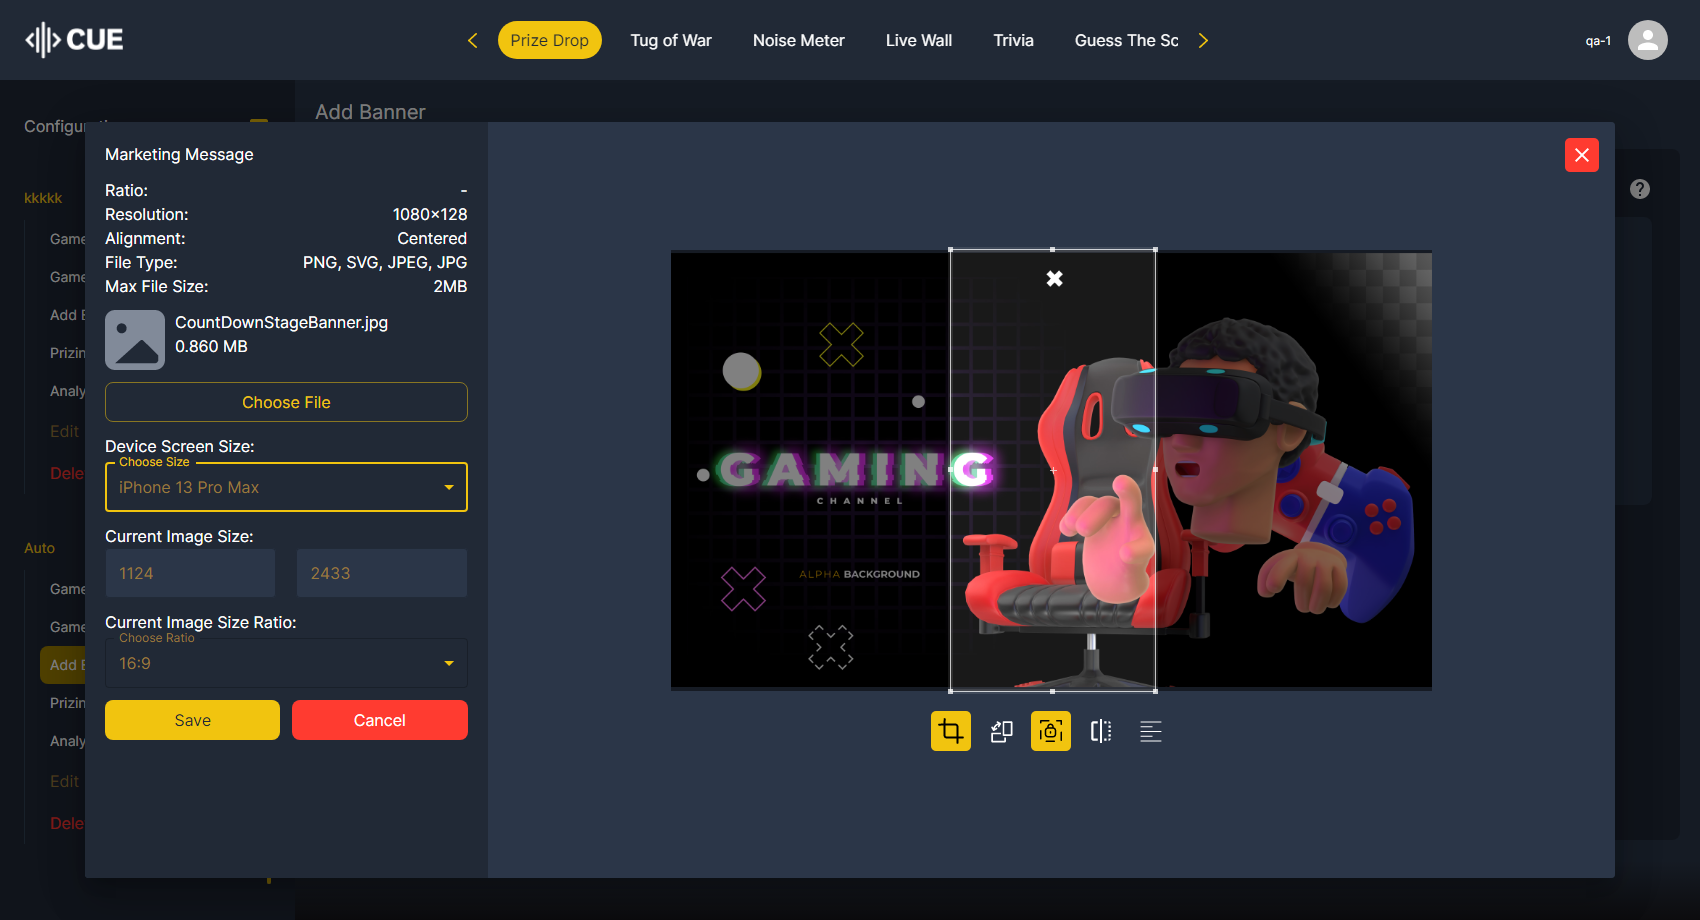 CUE
Prize Drop
Tug of War
Noise Meter
Live Wall
Trivia
Guess The Sc
qa-1
Add Banner
Marketing Message
Ratio: -
Resolution: 1080×128
Alignment: Centered
File Type: PNG, SVG, JPEG, JPG
Max File Size: 2MB
CountDownStageBanner.jpg
0.860 MB
Choose File
Device Screen Size:
Choose Size
iPhone 13 Pro Max
Current Image Size:
1124 2433
Current Image Size Ratio:
Choose Ratio
16:9
Save Cancel
kkkkk
Game
Game
Add
Prizin
Analy
Edit
Dele
Auto
Game
Game
Add
Prizin
Analy
Edit
Dele
GAMING
CHANNEL
ALPHA BACKGROUND